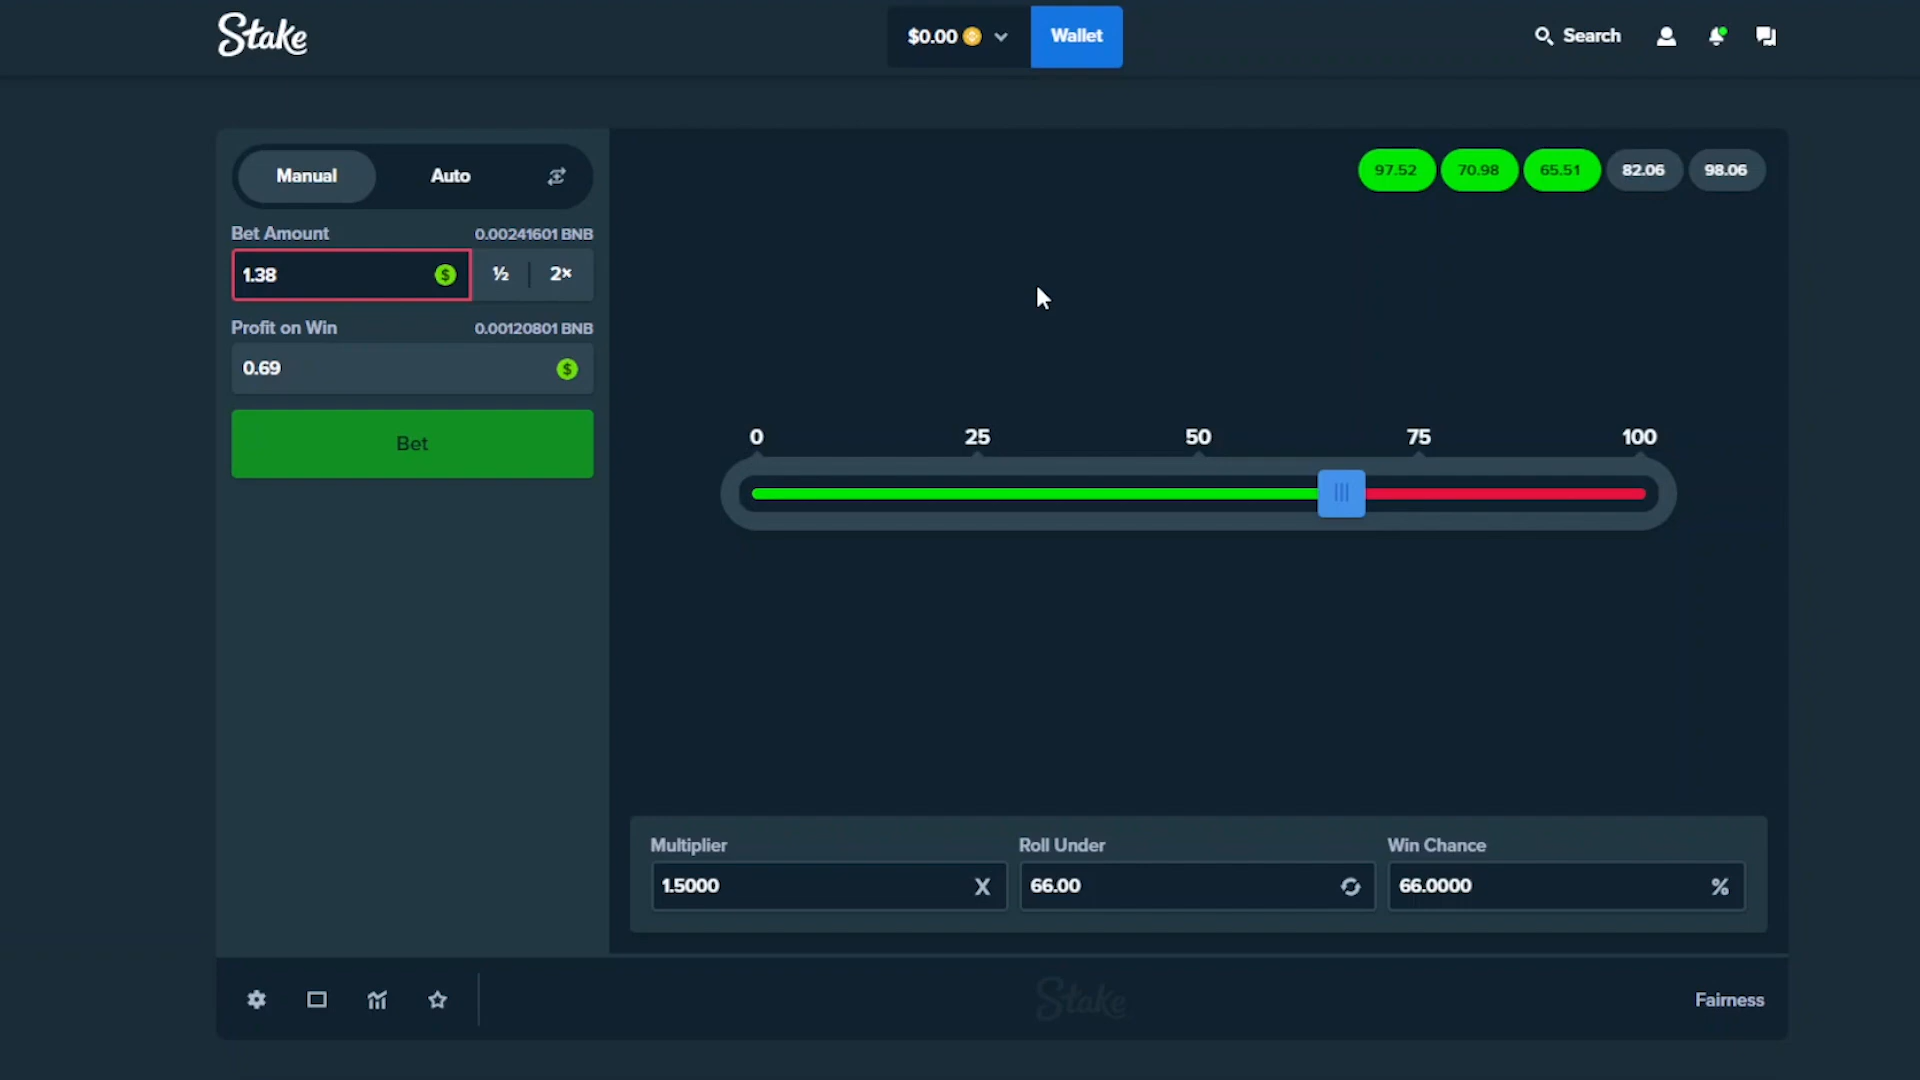 Stake
$0.00
Wallet
Search
Manual
Auto
97.52
70.98
65.51
82.06
98.06
Bet Amount
0.00241601 BNB
1.38
$
½
2×
Profit on Win
0.00120801 BNB
0.69
$
Bet
0
25
50
75
100
Multiplier
Roll Under
Win Chance
1.5000
X
66.00
66.0000
%
Stake
Fairness